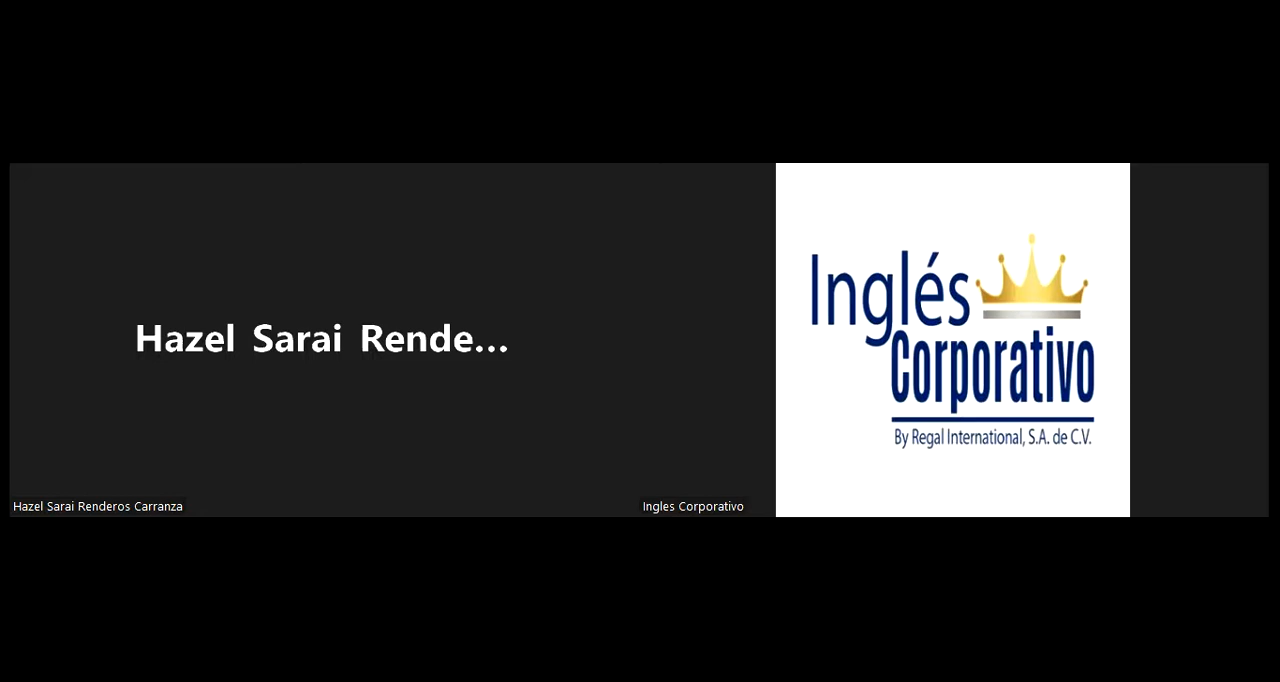 Hazel Sarai Rende...
Hazel Sarai Renderos Carranza
Inglés
Corporativo
By Regal International, S.A. de C.V.
Ingles Corporativo